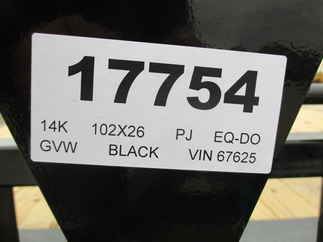 17754
14K 102X26 PJ EQ-DO
GVW BLACK VIN 67625